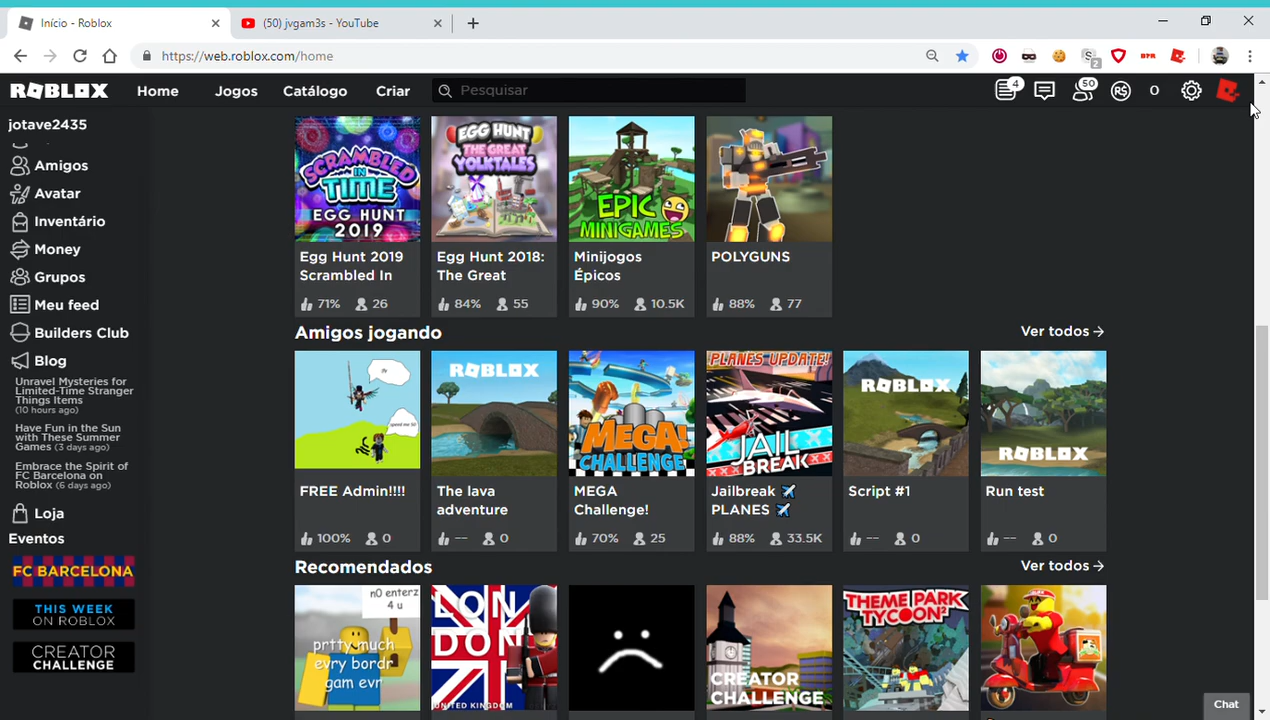 Início - Roblox
(50) jvgam3s - YouTube
https://web.roblox.com/home
2
BPR
ROBLOX
Home
Jogos
Catálogo
Criar
Pesquisar
4
50
0
jotave2435
Amigos
Avatar
Inventário
Money
Grupos
Meu feed
Builders Club
Blog
Unravel Mysteries for
Limited-Time Stranger
Things Items
(10 hours ago)
Have Fun in the Sun
with These Summer
Games (3 days ago)
Embrace the Spirit of
FC Barcelona on
Roblox (6 days ago)
Loja
Eventos
FC BARCELONA
THIS WEEK
ON ROBLOX
CREATOR
CHALLENGE
SCRAMBLED
IN
TIME
EGG HUNT
2019
Egg Hunt 2019
Scrambled In
71% 26
EGG HUNT
THE GREAT
YOLKTALES
Egg Hunt 2018:
The Great
84% 55
EPIC
MINIGAMES
Minijogos
Épicos
90% 10.5K
POLYGUNS
88% 77
Amigos jogando
Ver todos
FREE Admin!!!!
100% 0
ROBLOX
The lava
adventure
-- 0
MEGA!
CHALLENGE
MEGA
Challenge!
70% 25
PLANES UPDATE!
JAIL
BREAK
Jailbreak ✈️
PLANES ✈️
88% 33.5K
ROBLOX
Script #1
-- 0
ROBLOX
Run test
-- 0
Recomendados
Ver todos
n0 enterz
4 u
prtty much
evry bordr
gam evr
LON
DON
UNITED KINGDOM
CREATOR
CHALLENGE
THEME PARK
TYCOON2
Chat